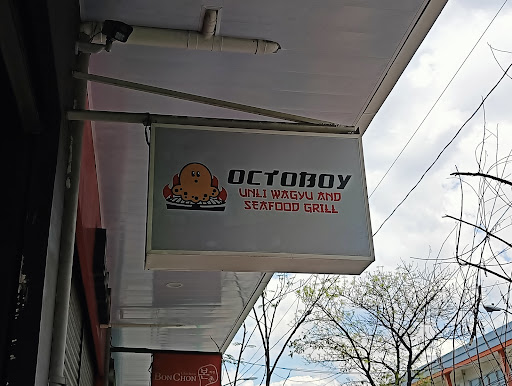 OCTOBOY
UNLI WAGYU AND
SEAFOOD GRILL
BONCHON